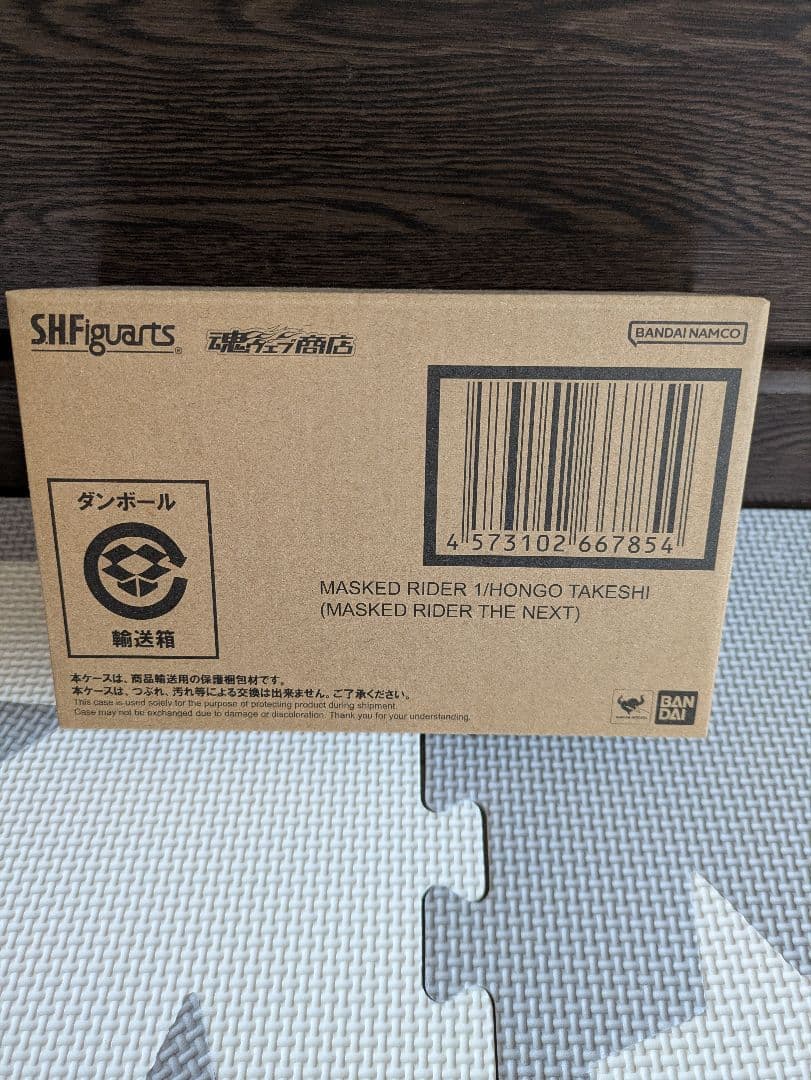 S.H.Figuarts®
魂ウェブ商店
BANDAI NAMCO
4 573102 667854
ダンボール
輸送箱
MASKED RIDER 1/HONGO TAKESHI
(MASKED RIDER THE NEXT)
本ケースは、商品輸送用の保護梱包材です。
本ケースは、つぶれ、汚れ等による交換は出来ません。ご了承ください。
This case is used solely for the purpose of protecting product during shipment.
Case may not be exchanged due to damage or discoloration. Thank you for your understanding.
BAN
DAI